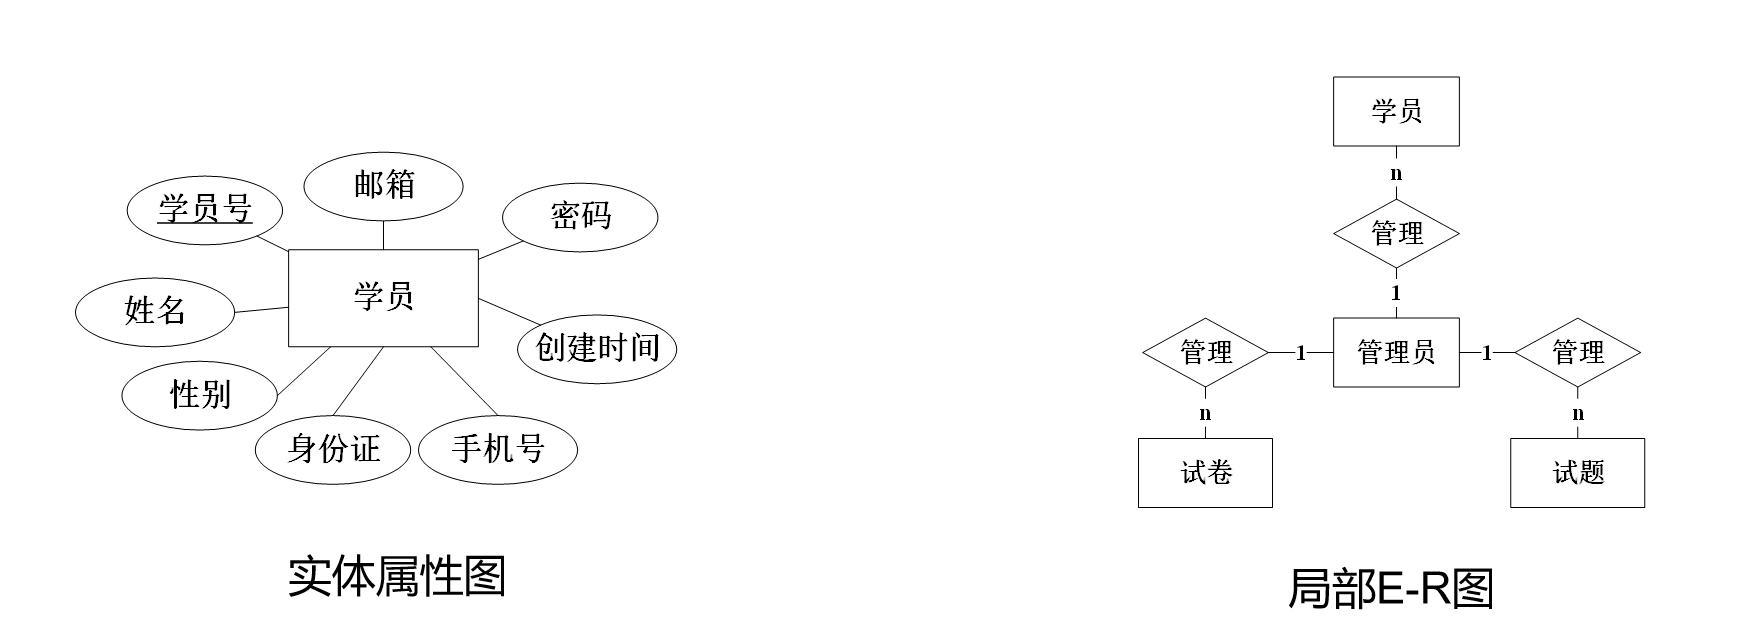 学员号
邮箱
密码
姓名
学员
创建时间
性别
身份证
手机号
实体属性图
学员
n
管理
1
管理
1
管理员
1
管理
n
n
试卷
试题
局部E-R图